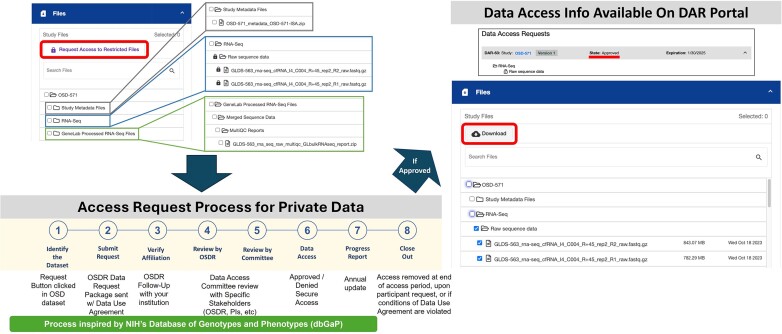 Files
Study Files
Selected: 0
Request Access to Restricted Files
Search Files
OSD-571
Study Metadata Files
RNA-Seq
GeneLab Processed RNA-Seq Files
Study Metadata Files
OSD-571_metadata_OSD-571-ISA.zip
RNA-Seq
Raw sequence data
GLDS-563_rna-seq_cfRNA_I4_C004_R=45_rep2_R2_raw.fastq.gz
GLDS-563_rna-seq_cfRNA_I4_C004_R=45_rep2_R1_raw.fastq.gz
GeneLab Processed RNA-Seq Files
Merged Sequence Data
MultiQC Reports
GLDS-563_rna_seq_raw_multiqc_GLbulkRNAseq_report.zip
If
Approved
Data Access Info Available On DAR Portal
Data Access Requests
DAR-50: Study: OSD-571 Version 1 State: Approved Expiration: 1/30/2025
RNA-Seq
Raw sequence data
Files
Study Files
Selected: 0
Download
Search Files
OSD-571
Study Metadata Files
RNA-Seq
Raw sequence data
GLDS-563_rna-seq_cfRNA_I4_C004_R=45_rep2_R2_raw.fastq.gz 843.07 MB Wed Oct 18 2023
GLDS-563_rna-seq_cfRNA_I4_C004_R=45_rep2_R1_raw.fastq.gz 782.29 MB Wed Oct 18 2023
Access Request Process for Private Data
1 2 3 4 5 6 7 8
Identify
the
Dataset
Submit
Request
Verify
Affiliation
Review by
OSDR
Review by
Committee
Data
Access
Progress
Report
Close
Out
Request
Button clicked
in OSD
dataset
OSDR Data
Request
Package sent
w/ Data Use
Agreement
OSDR
Follow-Up with
your
institution
Data Access
Committee review
with Specific
Stakeholders
(OSDR, PIs, etc)
Approved /
Denied
Secure
Access
Annual
update
Access removed at end
of access period, upon
participant request, or if
conditions of Data Use
Agreement are violated
Process inspired by NIH's Database of Genotypes and Phenotypes (dbGaP)